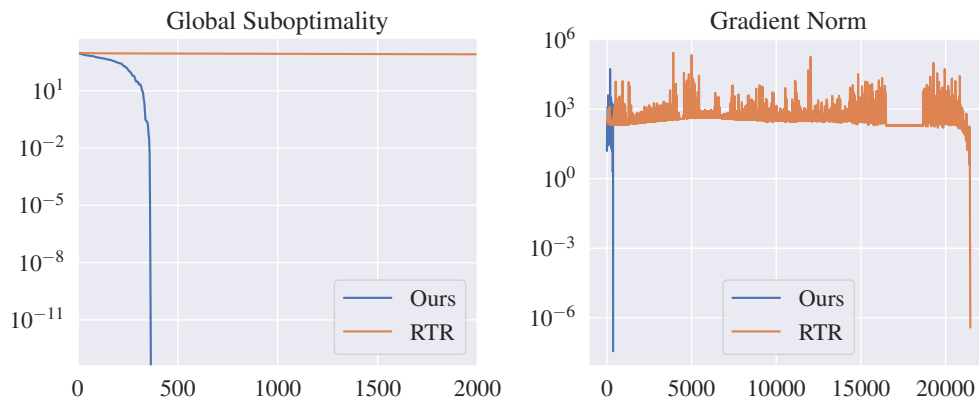 Global Suboptimality
10^1
10^−2
10^−5
10^−8
10^−11
0 500 1000 1500 2000
Ours
RTR
Gradient Norm
10^6
10^3
10^0
10^−3
10^−6
0 5000 10000 15000 20000
Ours
RTR